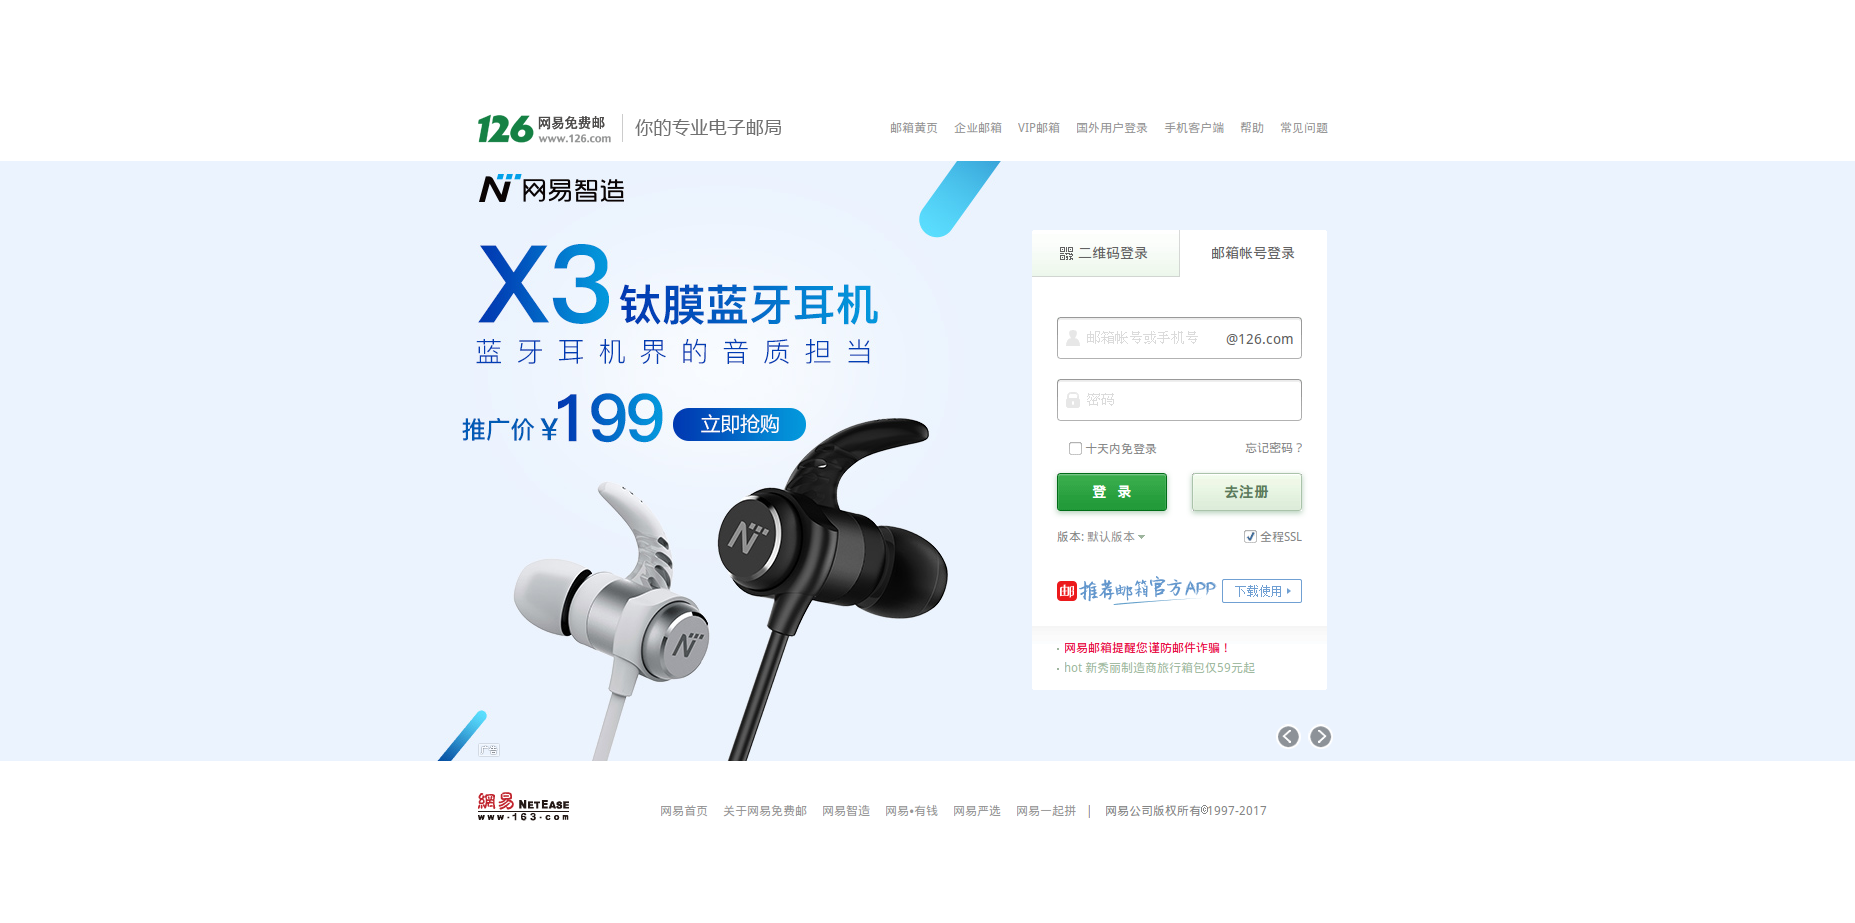 126 网易免费邮 www.126.com 你的专业电子邮局
邮箱黄页 企业邮箱 VIP邮箱 国外用户登录 手机客户端 帮助 常见问题
网易智造
X3 钛膜蓝牙耳机
蓝牙耳机界的音质担当
推广价 ¥199 立即抢购
N
N
广告
二维码登录 邮箱帐号登录
邮箱帐号或手机号 @126.com
密码
十天内免登录 忘记密码?
登 录 去注册
版本: 默认版本 全程SSL
邮 推荐邮箱官方APP 下载使用
· 网易邮箱提醒您谨防邮件诈骗!
· hot 新秀丽制造商旅行箱包仅59元起
網易 NETEASE
www.163.com
网易首页 关于网易免费邮 网易智造 网易•有钱 网易严选 网易一起拼 | 网易公司版权所有©1997-2017